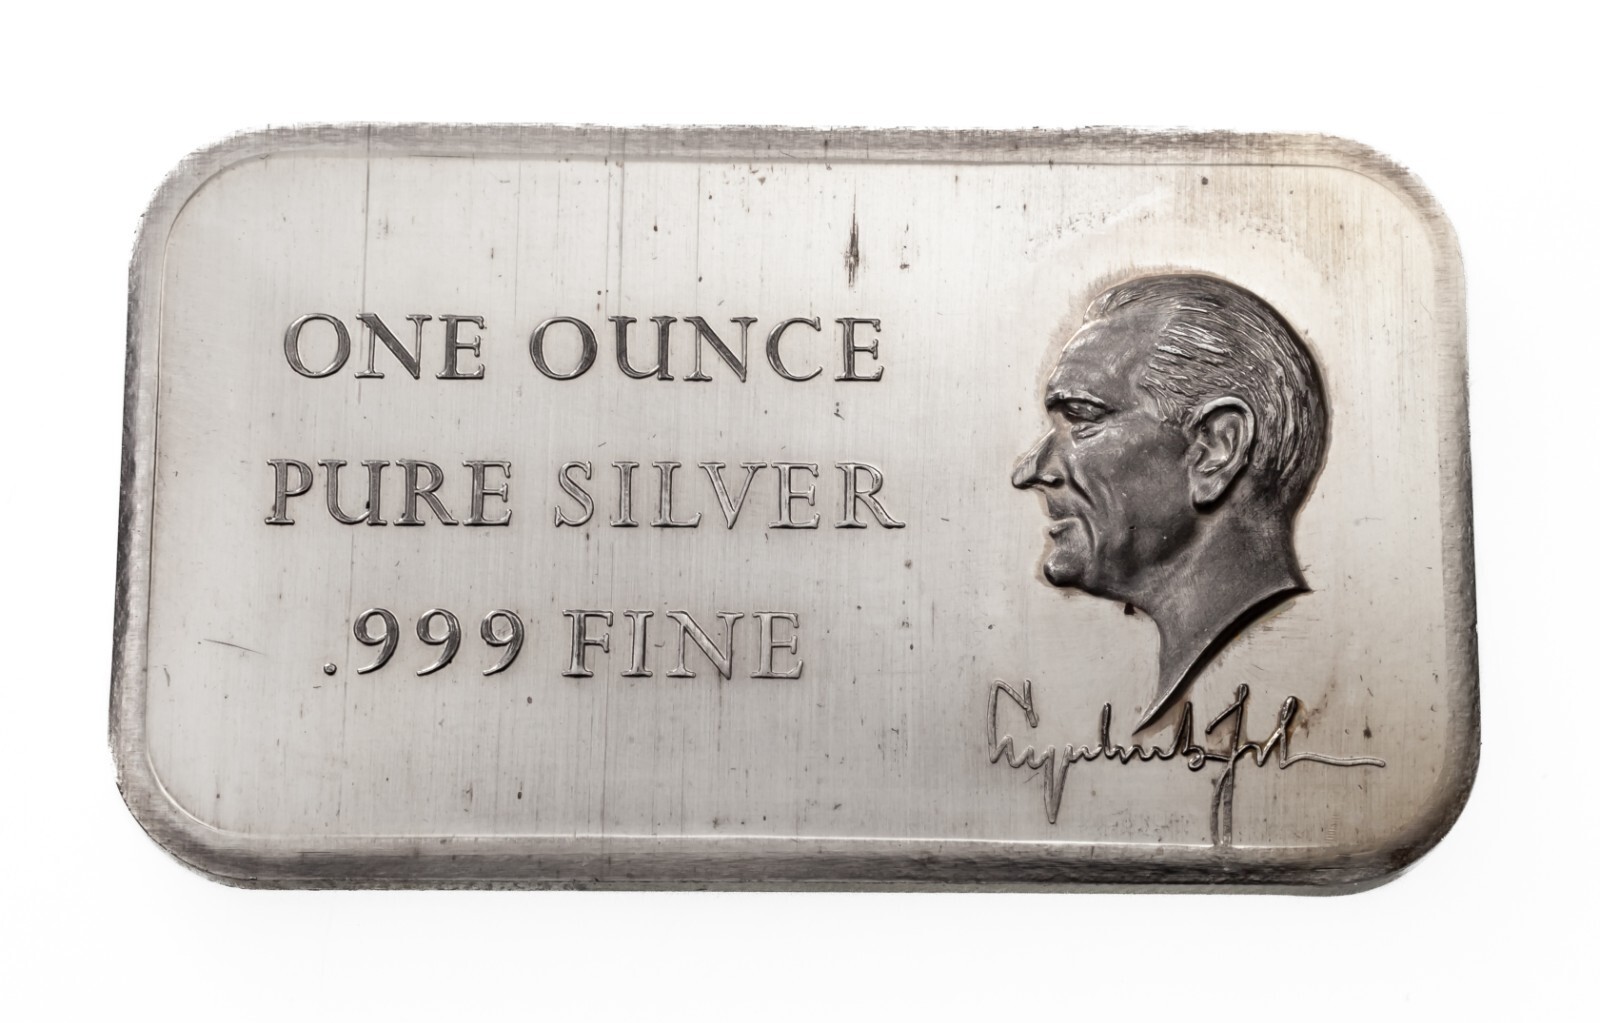 ONE OUNCE
PURE SILVER
.999 FINE